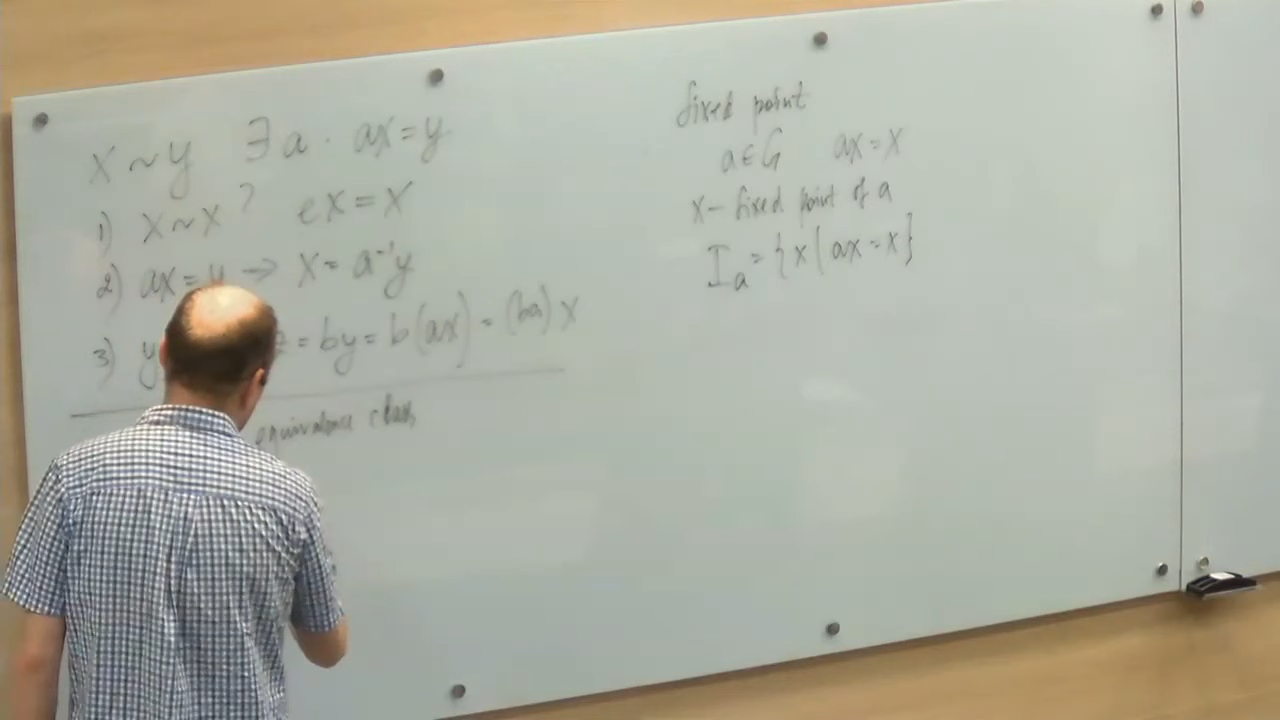 x ~ y ∃ a . ax = y
1) x ~ x ? ex = x
2) ax = y → x = a⁻¹y
3) y = by = b(ax) = (ba) x
equivalence class
fixed point
a ∈ G ax = x
x – fixed point of a
I_a = { x | ax = x }